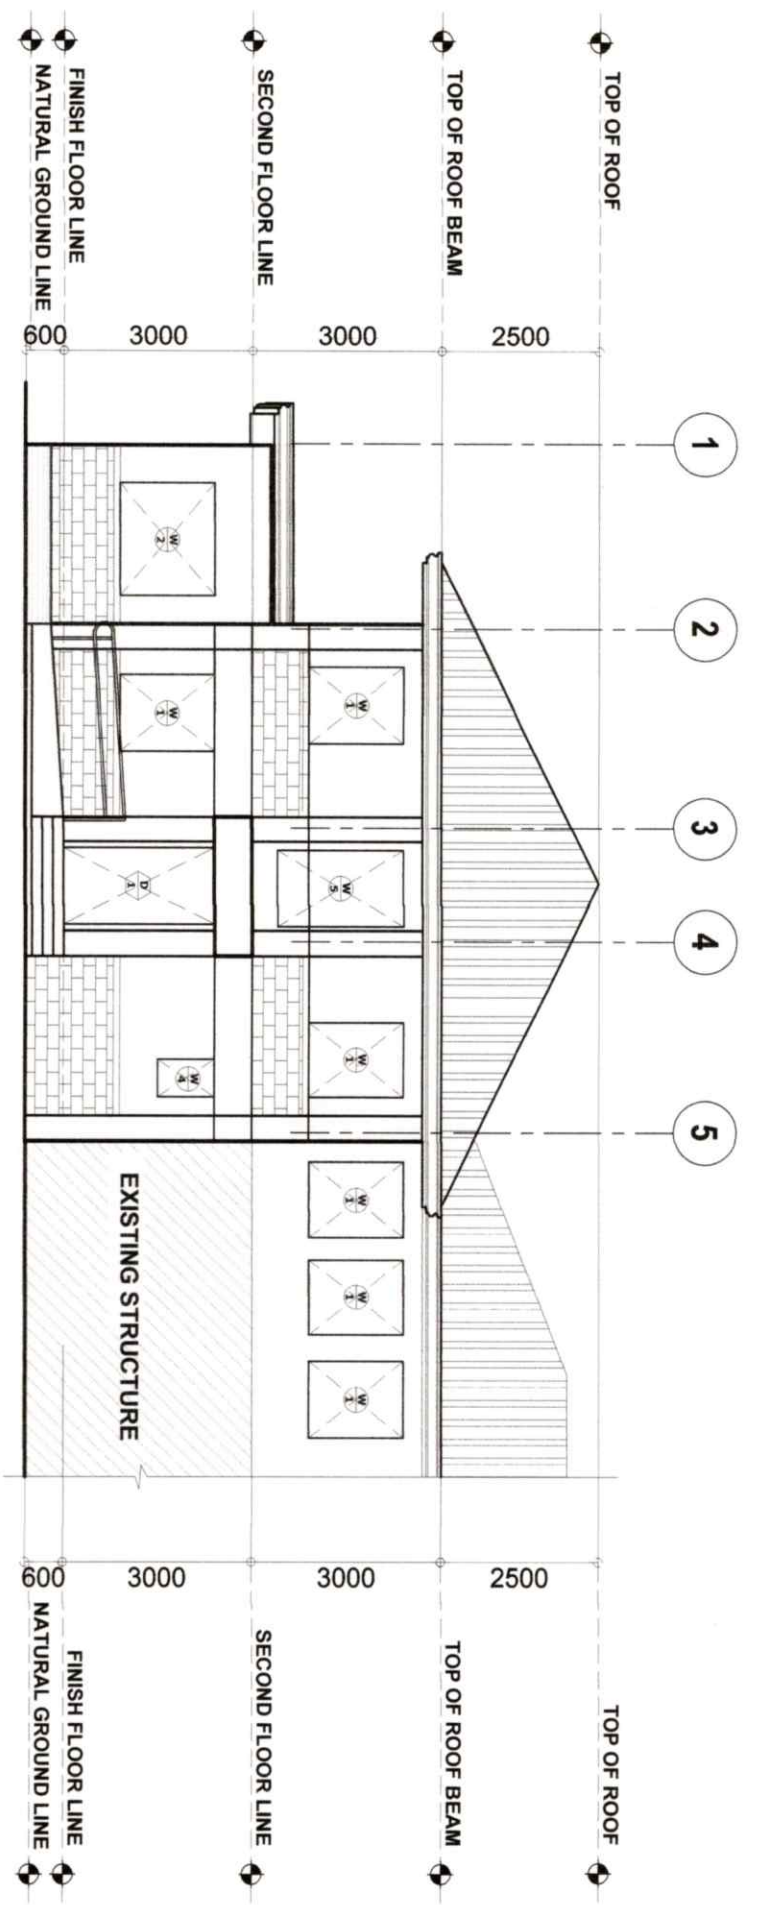 1 2 3 4 5
TOP OF ROOF TOP OF ROOF
2500 2500
TOP OF ROOF BEAM TOP OF ROOF BEAM
3000 3000
W 1
W 5
W 1
W 1
W 1
W 1
SECOND FLOOR LINE SECOND FLOOR LINE
3000 3000
W 2
W 1
D 1
W 4
EXISTING STRUCTURE
FINISH FLOOR LINE FINISH FLOOR LINE
600 600
NATURAL GROUND LINE NATURAL GROUND LINE